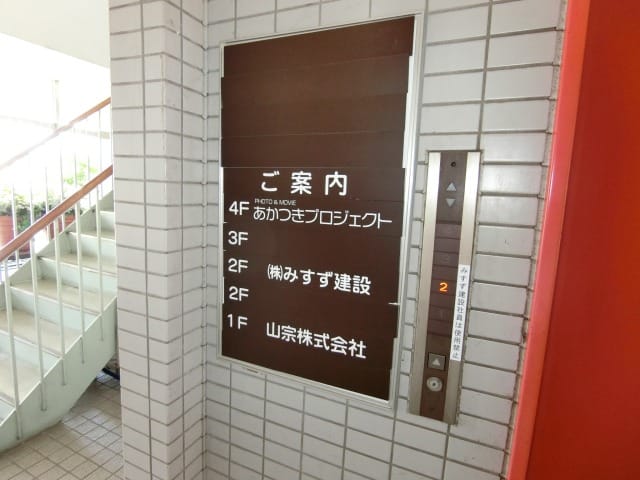 ご案内
PHOTO & MOVIE
4F あかつきプロジェクト
3F
2F ㈱みすず建設
2F
1F 山宗株式会社
2
みすず建設社員は使用禁止